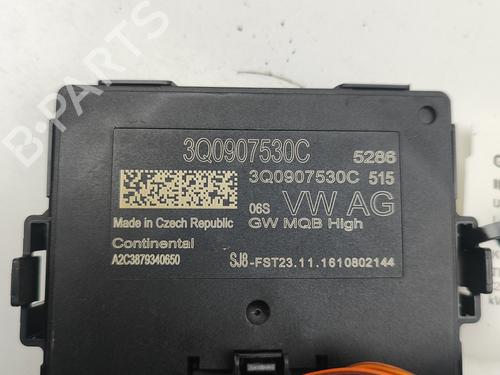 B-PARTS
3Q0907530C 5286
3Q0907530C 515
06S VW AG
Made in Czech Republic GW MQB High
Continental
A2C3879340650 SJ8-FST23.11.1610802144